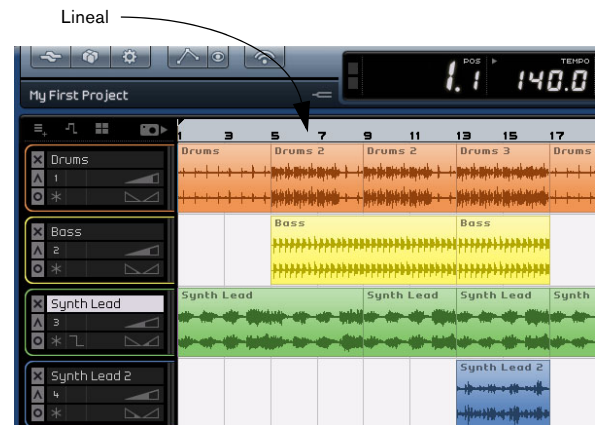 Lineal
POS TEMPO
1. 1 140.0
My First Project
1 3 5 7 9 11 13 15 17
Drums Drums 2 Drums 2 Drums 3 Drums
Drums
1
Bass Bass
Bass
2
Synth Lead Synth Lead Synth Lead Synth
Synth Lead
3
Synth Lead 2
Synth Lead 2
4